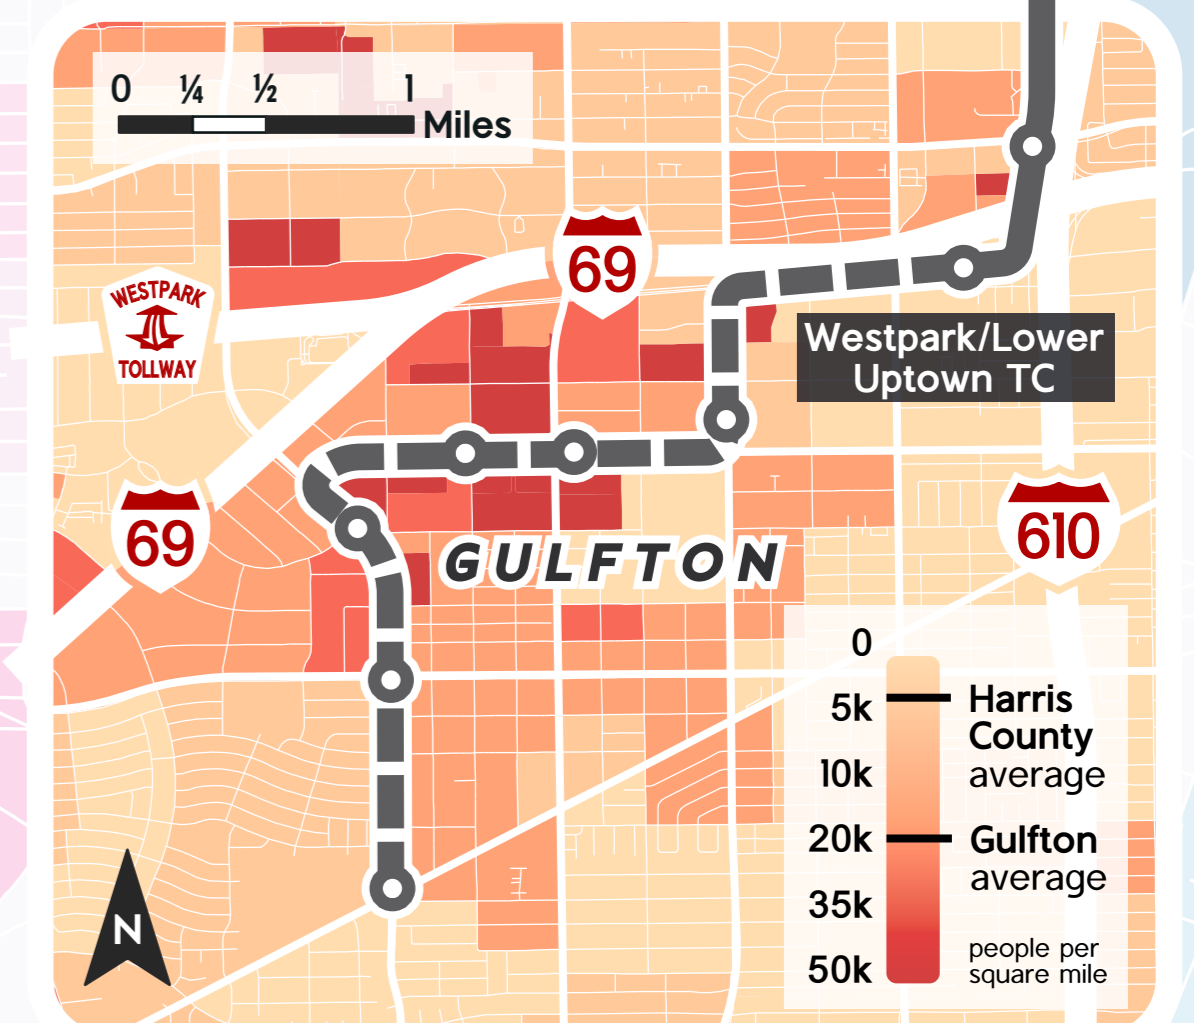 0 ¼ ½ 1
Miles
69
WESTPARK
TOLLWAY
Westpark/Lower
Uptown TC
69
610
GULFTON
0
5k
10k
20k
35k
50k
Harris
County
average
Gulfton
average
people per
square mile
N